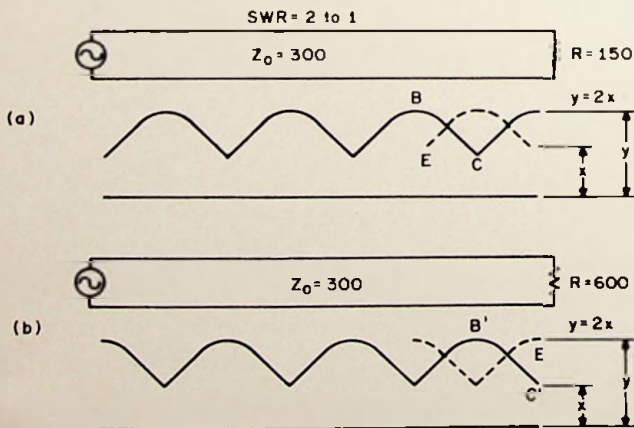 SWR = 2 to 1
Z₀ = 300
R = 150
(a)
B
y = 2x
E
C
x
y
Z₀ = 300
R = 600
(b)
B'
y = 2x
E
C'
x
y